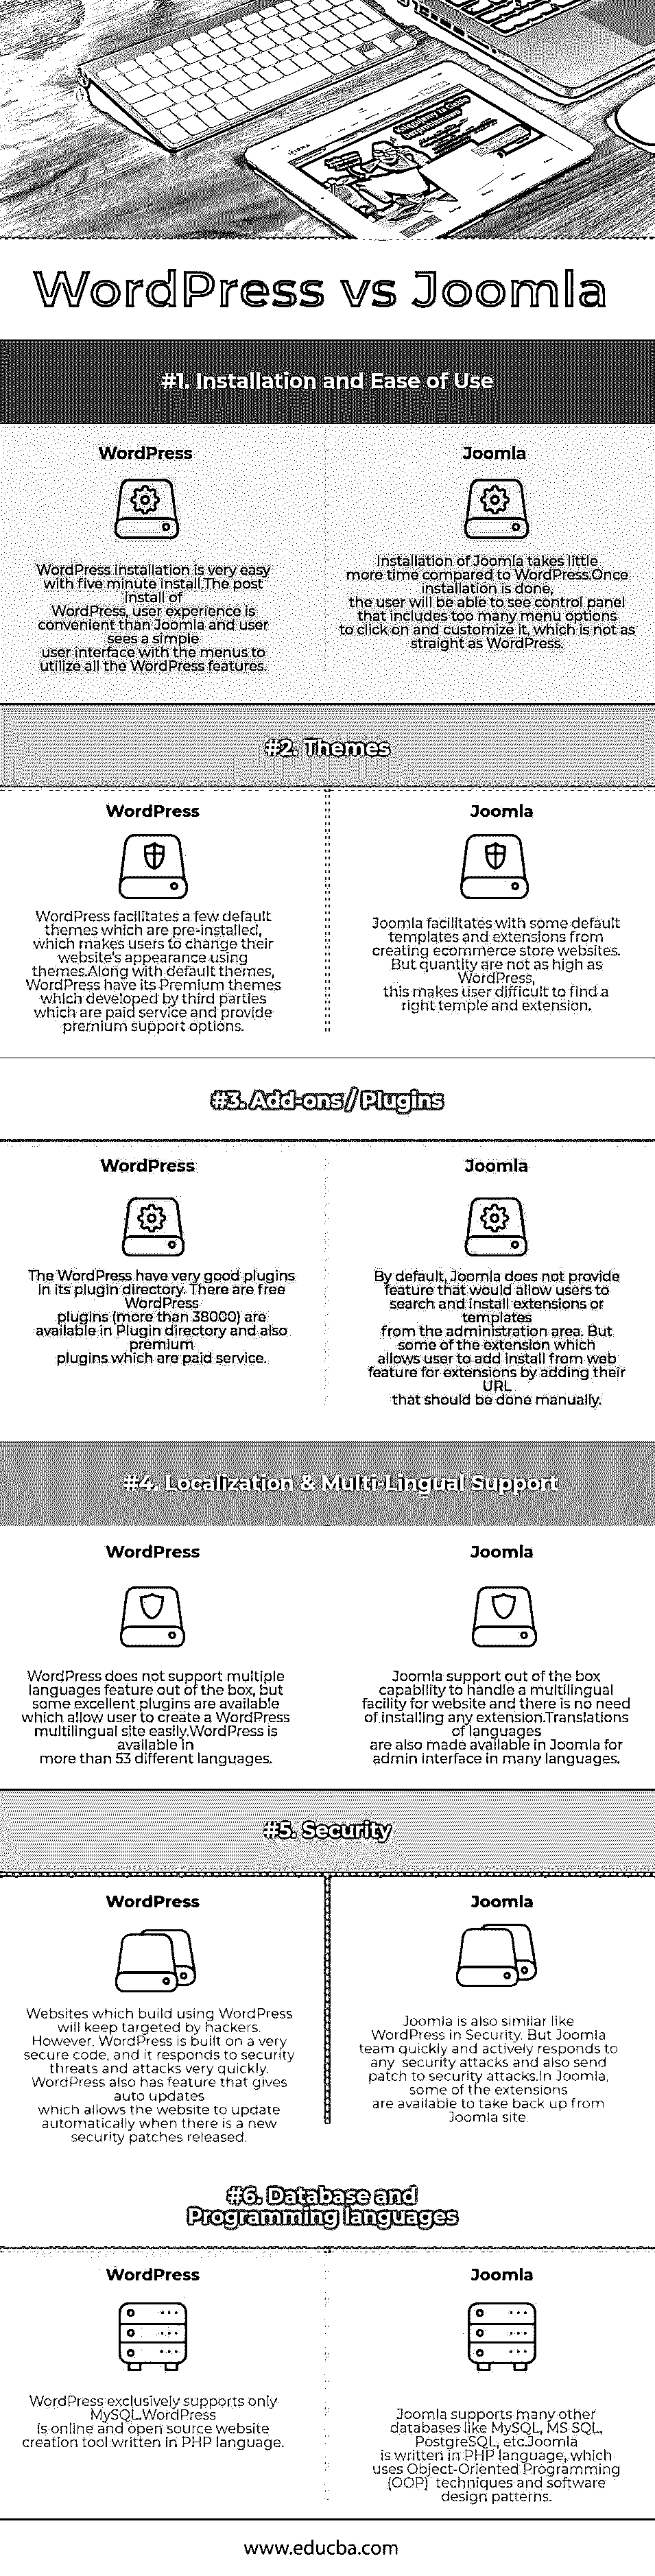 WordPress vs Joomla
#1. Installation and Ease of Use
WordPress
WordPress installation is very easy
with five minute install.The post
install of
WordPress, user experience is
convenient than Joomla and user
sees a simple
user interface with the menus to
utilize all the WordPress features.
Joomla
Installation of Joomla takes little
more time compared to WordPress.Once
installation is done,
the user will be able to see control panel
that includes too many menu options
to click on and customize it, which is not as
straight as WordPress.
#2. Themes
WordPress
WordPress facilitates a few default
themes which are pre-installed,
which makes users to change their
website's appearance using
themes.Along with default themes,
WordPress have its Premium themes
which developed by third parties
which are paid service and provide
premium support options.
Joomla
Joomla facilitates with some default
templates and extensions from
creating ecommerce store websites.
But quantity are not as high as
WordPress,
this makes user difficult to find a
right temple and extension.
#3. Add-ons / Plugins
WordPress
The WordPress have very good plugins
in its plugin directory. There are free
WordPress
plugins (more than 38000) are
available in Plugin directory and also
premium
plugins which are paid service.
Joomla
By default, Joomla does not provide
feature that would allow users to
search and install extensions or
templates
from the administration area. But
some of the extension which
allows user to add install from web
feature for extensions by adding their
URL
that should be done manually.
#4. Localization & Multi-Lingual Support
WordPress
WordPress does not support multiple
languages feature out of the box, but
some excellent plugins are available
which allow user to create a WordPress
multilingual site easily.WordPress is
available in
more than 53 different languages.
Joomla
Joomla support out of the box
capability to handle a multilingual
facility for website and there is no need
of installing any extension.Translations
of languages
are also made available in Joomla for
admin interface in many languages.
#5. Security
WordPress
Websites which build using WordPress
will keep targeted by hackers.
However, WordPress is built on a very
secure code, and it responds to security
threats and attacks very quickly.
WordPress also has feature that gives
auto updates
which allows the website to update
automatically when there is a new
security patches released.
Joomla
Joomla is also similar like
WordPress in Security. But Joomla
team quickly and actively responds to
any security attacks and also send
patch to security attacks.In Joomla,
some of the extensions
are available to take back up from
Joomla site.
#6. Database and
Programming languages
WordPress
WordPress exclusively supports only
MySQL.WordPress
is online and open source website
creation tool written in PHP language.
Joomla
Joomla supports many other
databases like MySQL, MS SQL,
PostgreSQL, etc.Joomla
is written in PHP language, which
uses Object-Oriented Programming
(OOP) techniques and software
design patterns.
www.educba.com